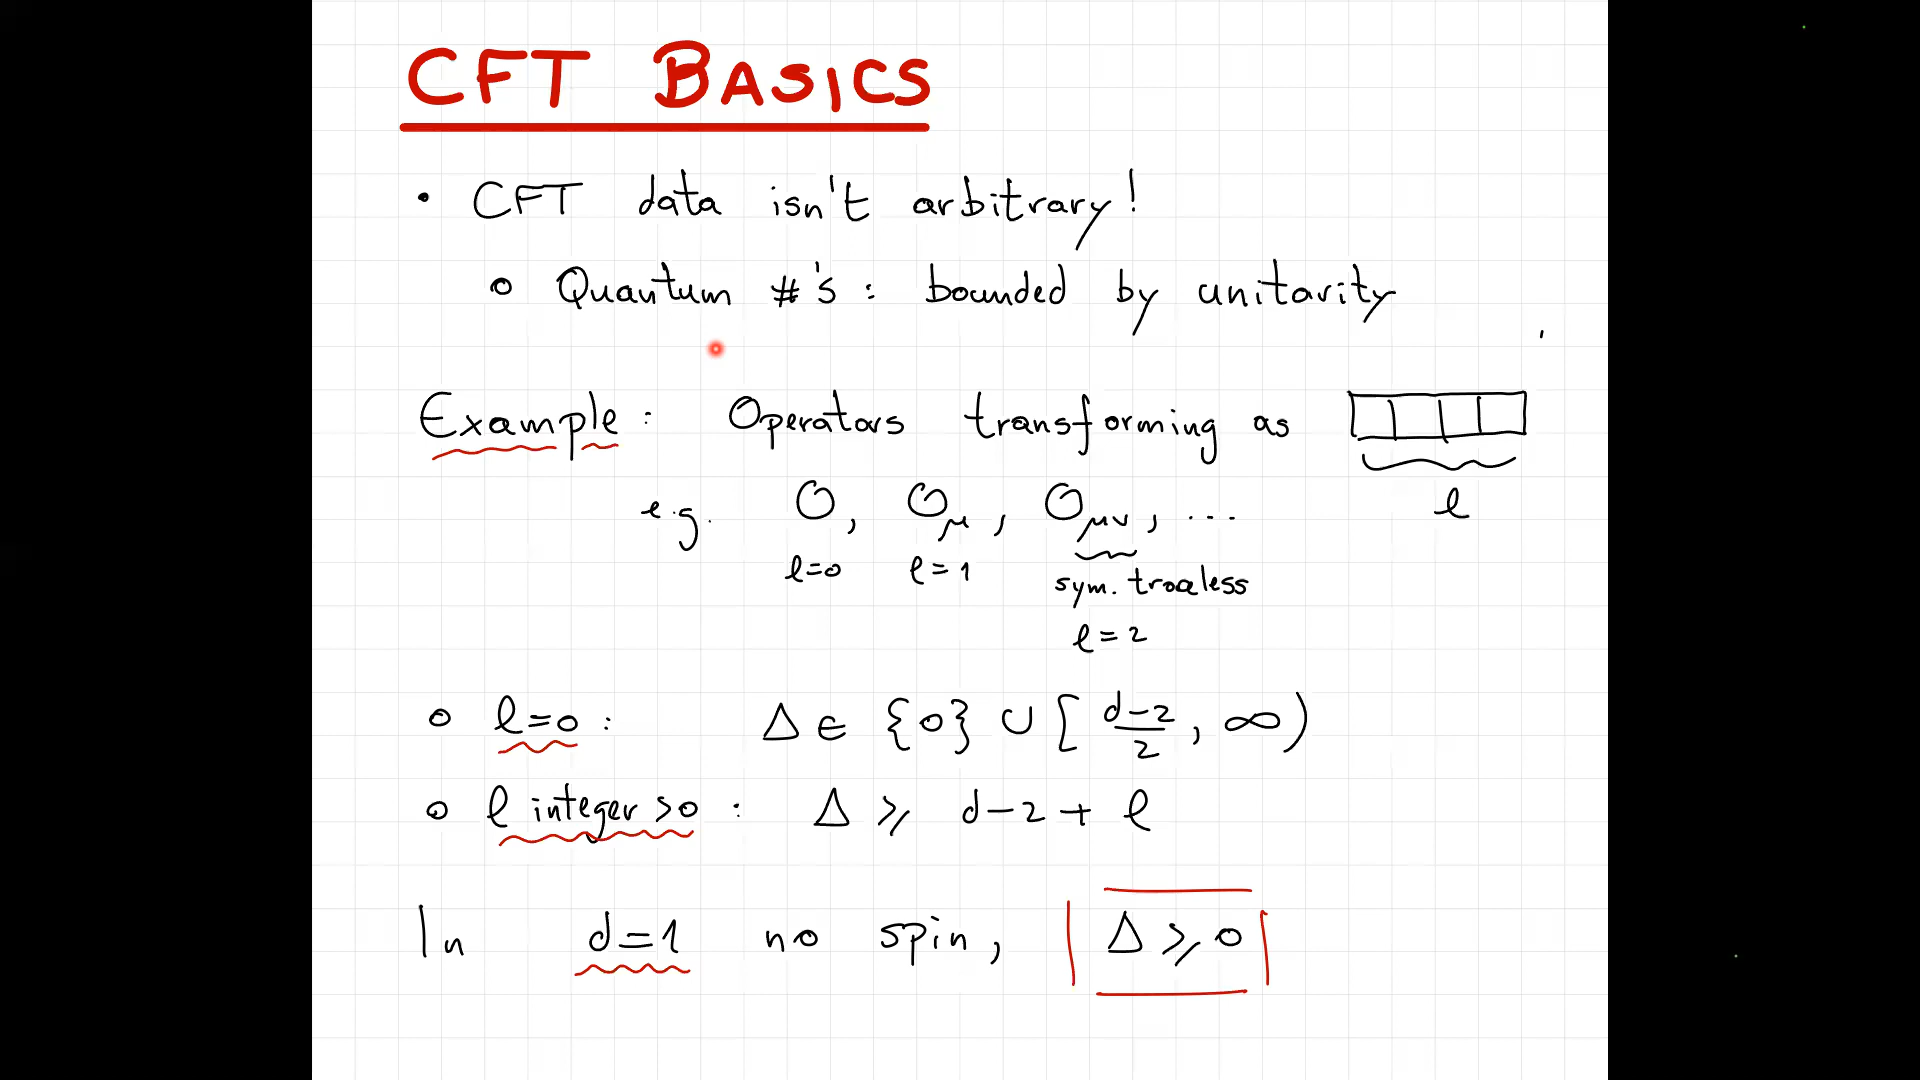 CFT BASICS
• CFT data isn't arbitrary!
o Quantum #'s : bounded by unitarity
Example : Operators transforming as
e.g. O, O_μ, O_μν, ... l
l=0 l=1 sym. traceless
l=2
o l=0 : Δ ∈ {0} ∪ [ (d-2)/2 , ∞ )
o l integer >0 : Δ ⩾ d-2+ l
In d=1 no spin, Δ ⩾ 0